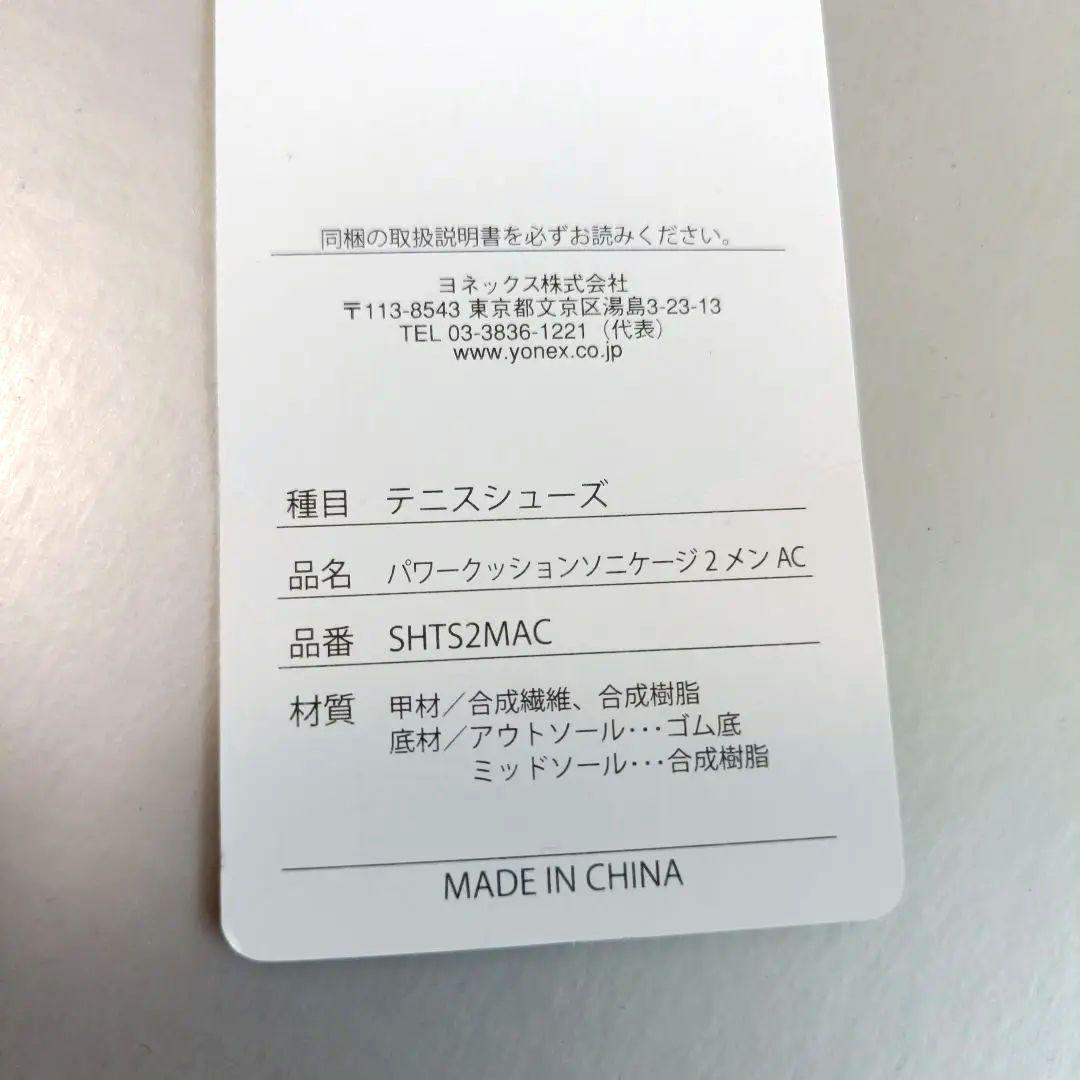 同梱の取扱説明書を必ずお読みください。
ヨネックス株式会社
〒113-8543 東京都文京区湯島3-23-13
TEL 03-3836-1221（代表）
www.yonex.co.jp
種目 テニスシューズ
品名 パワークッションソニケージ2メンAC
品番 SHTS2MAC
材質 甲材／合成繊維、合成樹脂
底材／アウトソール･･･ゴム底
ミッドソール･･･合成樹脂
MADE IN CHINA